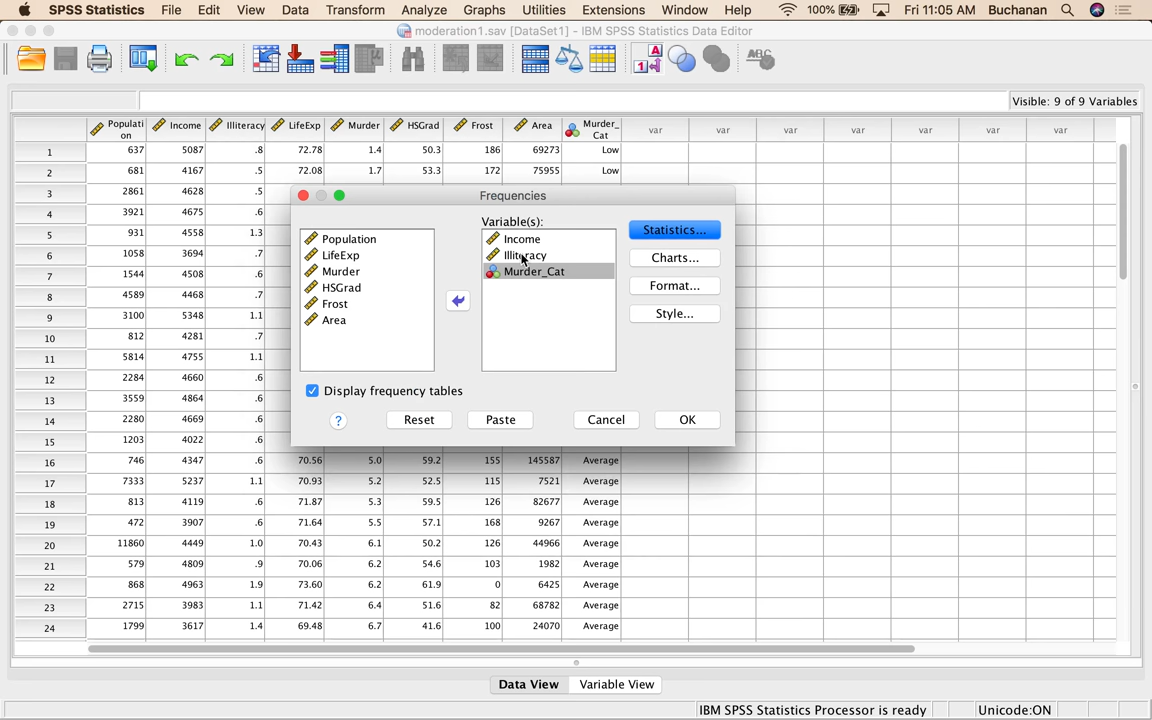 SPSS Statistics File Edit View Data Transform Analyze Graphs Utilities Extensions Window Help 100% Fri 11:05 AM Buchanan
moderation1.sav [DataSet1] - IBM SPSS Statistics Data Editor
A
1
ABC
Visible: 9 of 9 Variables
Populati on Income Illiteracy LifeExp Murder HSGrad Frost Area Murder_ Cat var var var var var var var
1 637 5087 .8 72.78 1.4 50.3 186 69273 Low
2 681 4167 .5 72.08 1.7 53.3 172 75955 Low
3 2861 4628 .5
4 3921 4675 .6
5 931 4558 1.3
6 1058 3694 .7
7 1544 4508 .6
8 4589 4468 .7
9 3100 5348 1.1
10 812 4281 .7
11 5814 4755 1.1
12 2284 4660 .6
13 3559 4864 .6
14 2280 4669 .6
15 1203 4022 .6
16 746 4347 .6 70.56 5.0 59.2 155 145587 Average
17 7333 5237 1.1 70.93 5.2 52.5 115 7521 Average
18 813 4119 .6 71.87 5.3 59.5 126 82677 Average
19 472 3907 .6 71.64 5.5 57.1 168 9267 Average
20 11860 4449 1.0 70.43 6.1 50.2 126 44966 Average
21 579 4809 .9 70.06 6.2 54.6 103 1982 Average
22 868 4963 1.9 73.60 6.2 61.9 0 6425 Average
23 2715 3983 1.1 71.42 6.4 51.6 82 68782 Average
24 1799 3617 1.4 69.48 6.7 41.6 100 24070 Average
Frequencies
Variable(s):
Population
LifeExp
Murder
HSGrad
Frost
Area
Income
Illiteracy
Murder_Cat
Statistics...
Charts...
Format...
Style...
Display frequency tables
? Reset Paste Cancel OK
Data View Variable View
IBM SPSS Statistics Processor is ready Unicode:ON